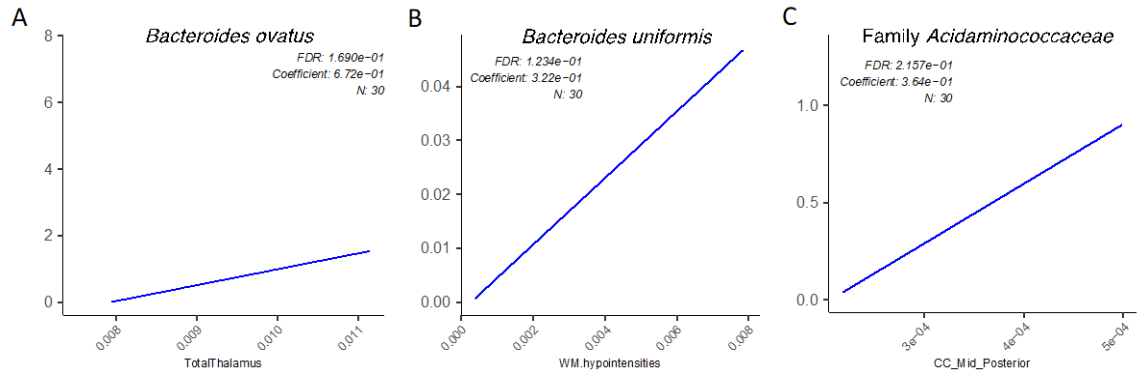 A
Bacteroides ovatus
FDR: 1.690e−01
Coefficient: 6.72e−01
N: 30
8
6
4
2
0
0.008
0.009
0.010
0.011
TotalThalamus
B
Bacteroides uniformis
FDR: 1.234e−01
Coefficient: 3.22e−01
N: 30
0.04
0.03
0.02
0.01
0.00
0.000
0.002
0.004
0.006
0.008
WM.hypointensities
C
Family Acidaminococcaceae
FDR: 2.157e−01
Coefficient: 3.64e−01
N: 30
1.0
0.5
0.0
3e−04
4e−04
5e−04
CC_Mid_Posterior